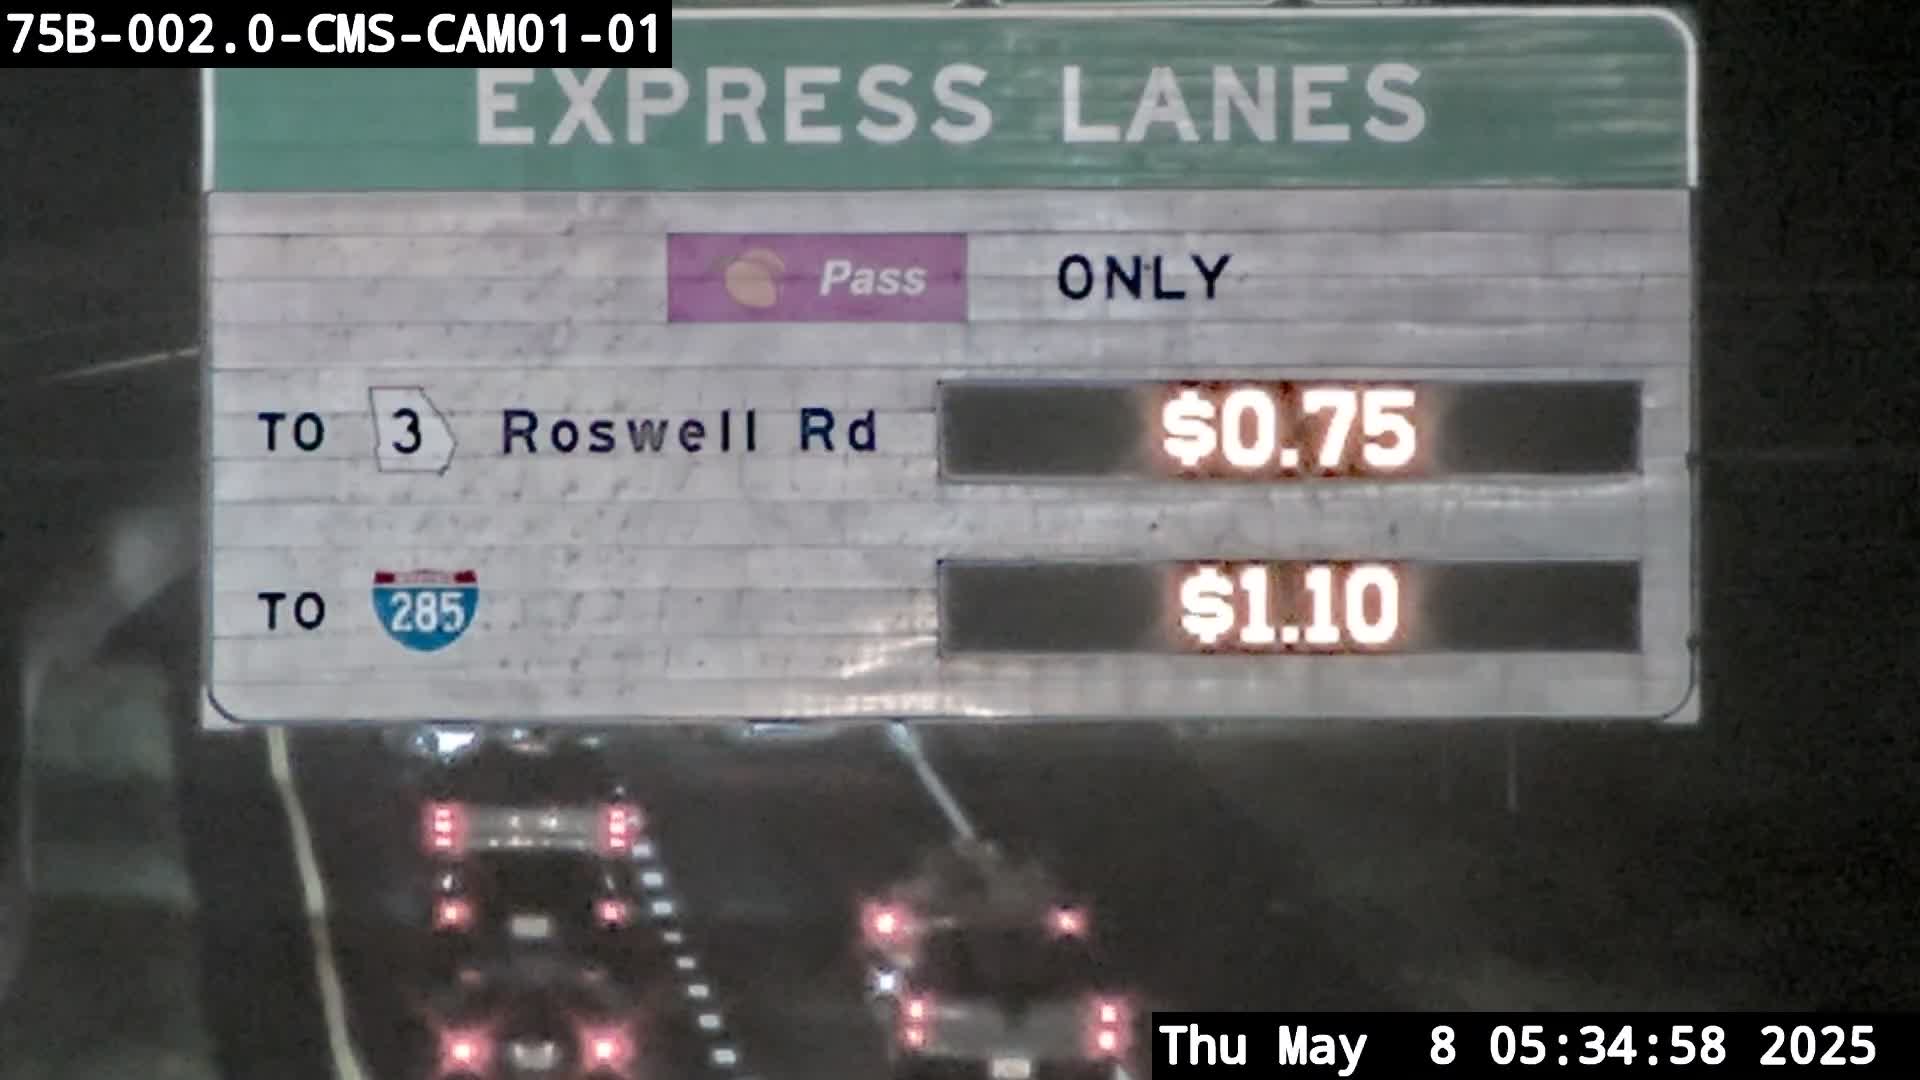 75B-002.0-CMS-CAM01-01
EXPRESS LANES
Pass ONLY
TO 3 Roswell Rd $0.75
TO 285 $1.10
Thu May 8 05:34:58 2025